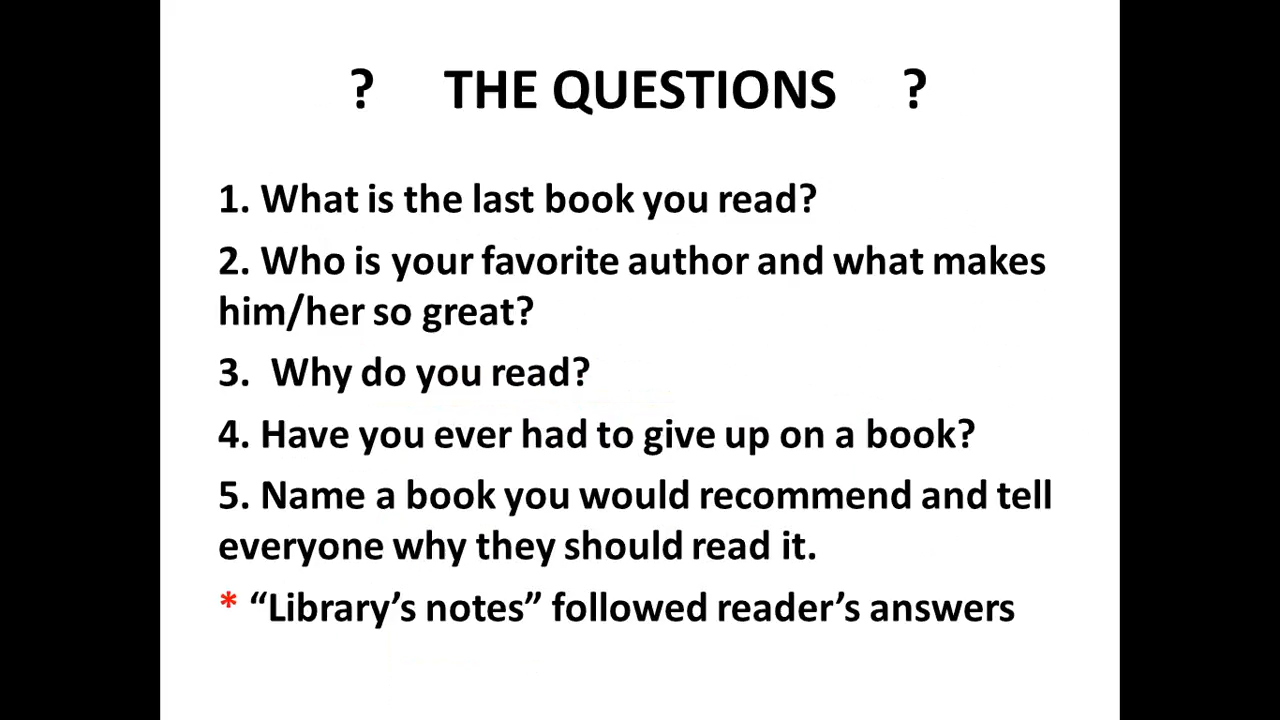 ? THE QUESTIONS ?
1. What is the last book you read?
2. Who is your favorite author and what makes
him/her so great?
3. Why do you read?
4. Have you ever had to give up on a book?
5. Name a book you would recommend and tell
everyone why they should read it.
* “Library’s notes” followed reader’s answers